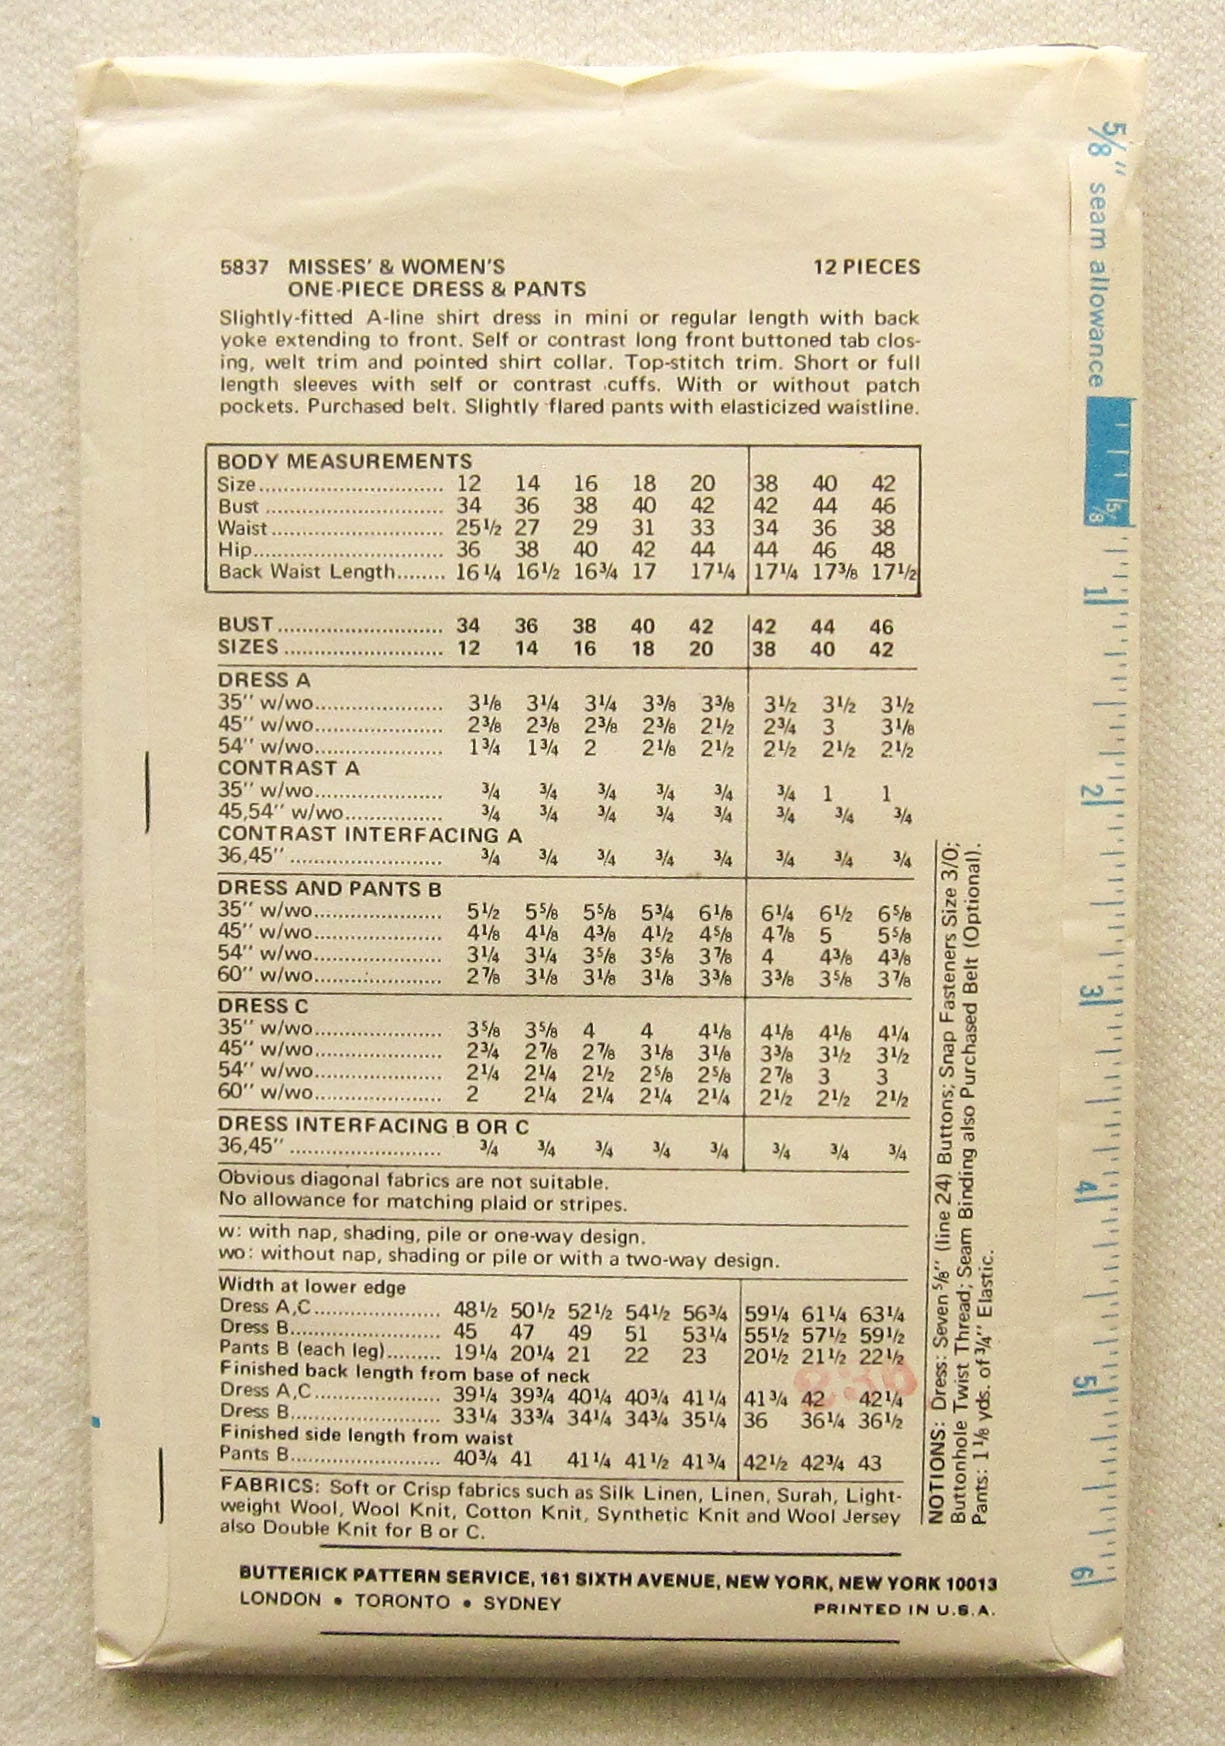 5837 MISSES' & WOMEN'S 12 PIECES
ONE-PIECE DRESS & PANTS
Slightly-fitted A-line shirt dress in mini or regular length with back
yoke extending to front. Self or contrast long front buttoned tab clos-
ing, welt trim and pointed shirt collar. Top-stitch trim. Short or full
length sleeves with self or contrast cuffs. With or without patch
pockets. Purchased belt. Slightly flared pants with elasticized waistline.
BODY MEASUREMENTS
Size 12 14 16 18 20 38 40 42
Bust 34 36 38 40 42 42 44 46
Waist 25½ 27 29 31 33 34 36 38
Hip 36 38 40 42 44 44 46 48
Back Waist Length 16¼ 16½ 16¾ 17 17¼ 17¼ 17⅜ 17½
BUST 34 36 38 40 42 42 44 46
SIZES 12 14 16 18 20 38 40 42
DRESS A
35" w/wo 3⅛ 3¼ 3¼ 3⅜ 3⅜ 3½ 3½ 3½
45" w/wo 2⅜ 2⅜ 2⅜ 2⅜ 2½ 2¾ 3 3⅛
54" w/wo 1¾ 1¾ 2 2⅛ 2½ 2½ 2½ 2½
CONTRAST A
35" w/wo ¾ ¾ ¾ ¾ ¾ ¾ 1 1
45,54" w/wo ¾ ¾ ¾ ¾ ¾ ¾ ¾ ¾
CONTRAST INTERFACING A
36,45" ¾ ¾ ¾ ¾ ¾ ¾ ¾ ¾
DRESS AND PANTS B
35" w/wo 5½ 5⅝ 5⅝ 5¾ 6⅛ 6¼ 6½ 6⅝
45" w/wo 4⅛ 4⅛ 4⅜ 4½ 4⅝ 4⅞ 5 5⅝
54" w/wo 3¼ 3¼ 3⅝ 3⅝ 3⅞ 4 4⅜ 4⅜
60" w/wo 2⅞ 3⅛ 3⅛ 3⅛ 3⅜ 3⅜ 3⅝ 3⅞
DRESS C
35" w/wo 3⅝ 3⅝ 4 4 4⅛ 4⅛ 4⅛ 4¼
45" w/wo 2¾ 2⅞ 2⅞ 3⅛ 3⅛ 3⅜ 3½ 3½
54" w/wo 2¼ 2¼ 2½ 2⅝ 2⅝ 2⅞ 3 3
60" w/wo 2 2¼ 2¼ 2¼ 2¼ 2½ 2½ 2½
DRESS INTERFACING B OR C
36,45" ¾ ¾ ¾ ¾ ¾ ¾ ¾ ¾
Obvious diagonal fabrics are not suitable.
No allowance for matching plaid or stripes.
w: with nap, shading, pile or one-way design.
wo: without nap, shading or pile or with a two-way design.
Width at lower edge
Dress A,C 48½ 50½ 52½ 54½ 56¾ 59¼ 61¼ 63¼
Dress B 45 47 49 51 53¼ 55½ 57½ 59½
Pants B (each leg) 19¼ 20¼ 21 22 23 20½ 21½ 22½
Finished back length from base of neck
Dress A,C 39¼ 39¾ 40¼ 40¾ 41¼ 41¾ 42 42¼
Dress B 33¼ 33¾ 34¼ 34¾ 35¼ 36 36¼ 36½
Finished side length from waist
Pants B 40¾ 41 41¼ 41½ 41¾ 42½ 42¾ 43
FABRICS: Soft or Crisp fabrics such as Silk Linen, Linen, Surah, Light-
weight Wool, Wool Knit, Cotton Knit, Synthetic Knit and Wool Jersey
also Double Knit for B or C.
BUTTERICK PATTERN SERVICE, 161 SIXTH AVENUE, NEW YORK, NEW YORK 10013
LONDON • TORONTO • SYDNEY PRINTED IN U.S.A.
NOTIONS: Dress: Seven ⅝" (line 24) Buttons; Snap Fasteners Size 3/0;
Buttonhole Twist Thread; Seam Binding also Purchased Belt (Optional).
Pants: 1⅛ yds. of ¾" Elastic.
⅝" seam allowance
⅝
1
2
3
4
5
6